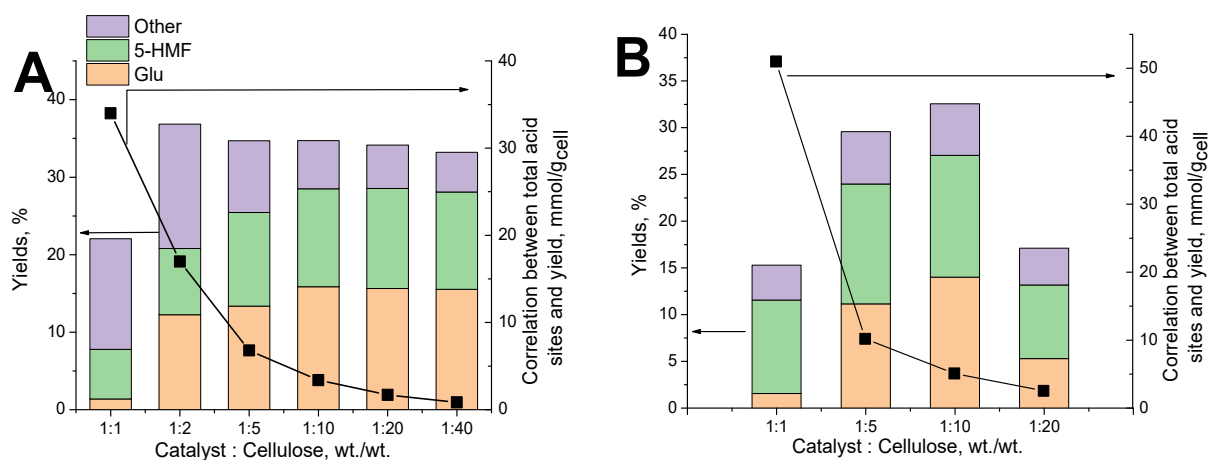 A
Other
5-HMF
Glu
40
30
20
10
0
Yields, %
40
30
20
10
0
Correlation between total acid
sites and yield, mmol/gcell
1:1 1:2 1:5 1:10 1:20 1:40
Catalyst : Cellulose, wt./wt.
B
40
35
30
25
20
15
10
5
0
Yields, %
50
40
30
20
10
0
Correlation between total acid
sites and yield, mmol/gcell
1:1 1:5 1:10 1:20
Catalyst : Cellulose, wt./wt.